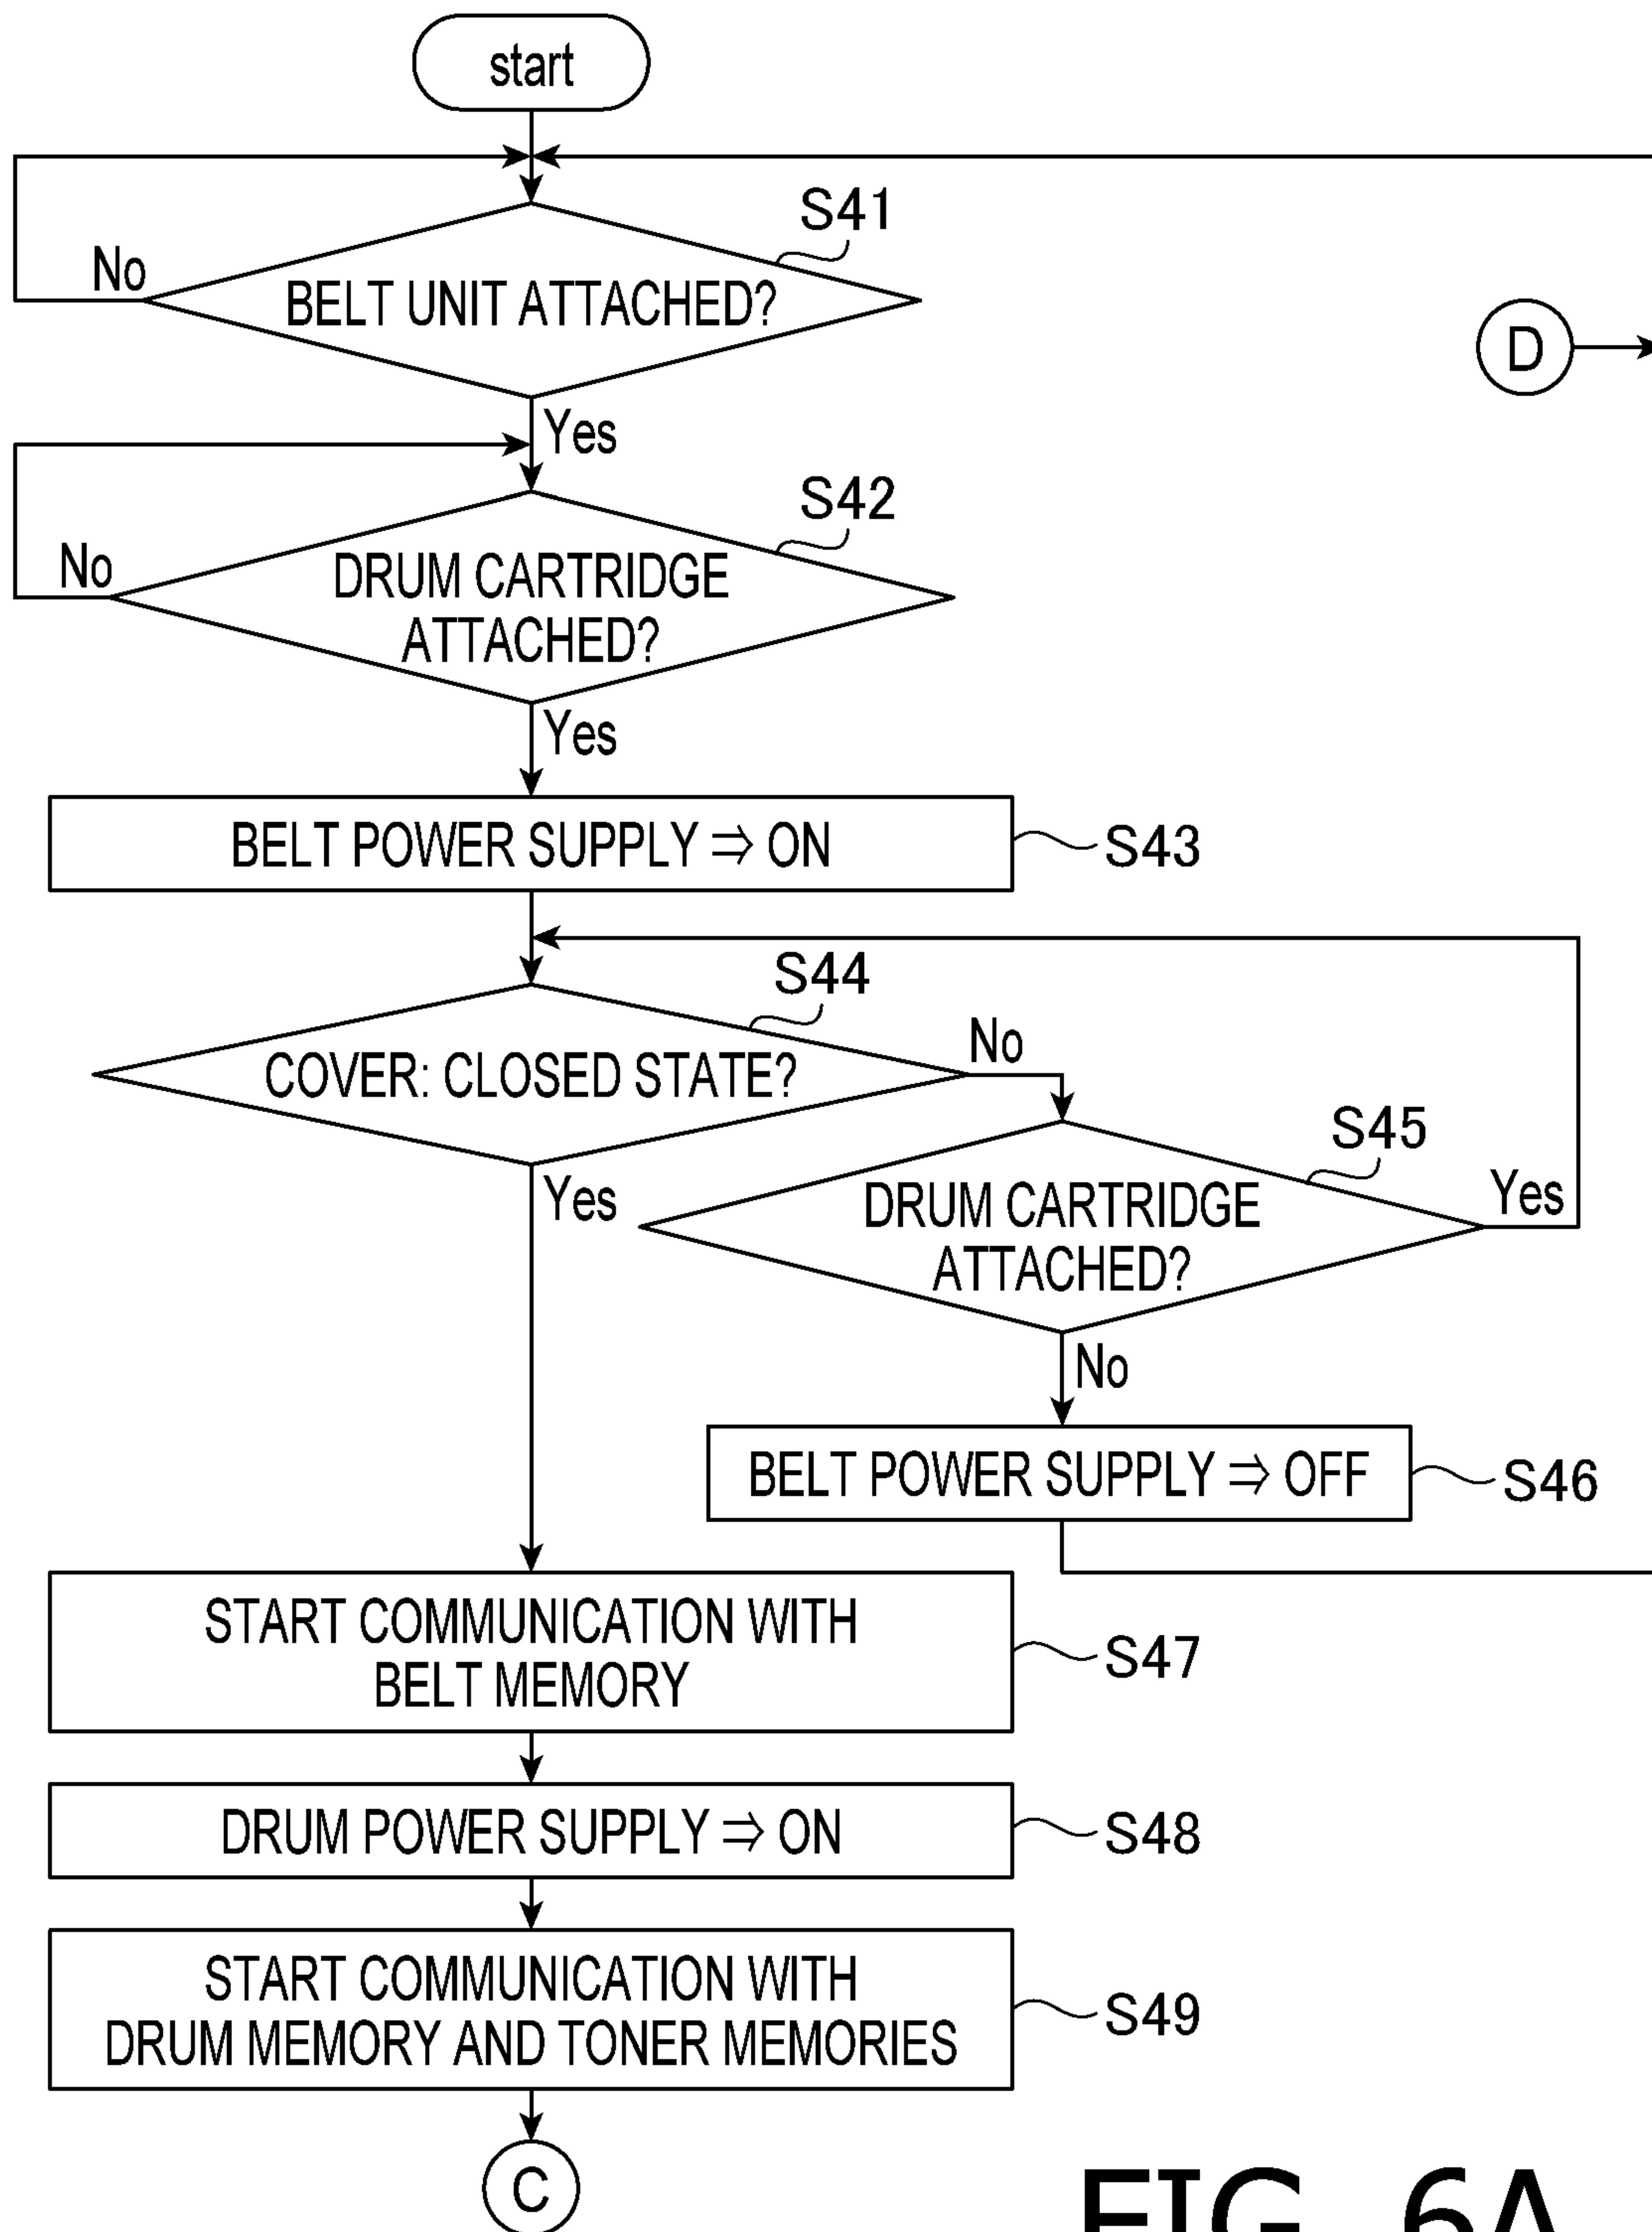 start
S41
No
BELT UNIT ATTACHED?
D
Yes
S42
No
DRUM CARTRIDGE
ATTACHED?
Yes
BELT POWER SUPPLY ⇒ ON
S43
S44
No
COVER: CLOSED STATE?
S45
Yes
Yes
DRUM CARTRIDGE
ATTACHED?
No
BELT POWER SUPPLY ⇒ OFF
S46
START COMMUNICATION WITH
BELT MEMORY
S47
DRUM POWER SUPPLY ⇒ ON
S48
START COMMUNICATION WITH
DRUM MEMORY AND TONER MEMORIES
S49
C
FIG. 6A